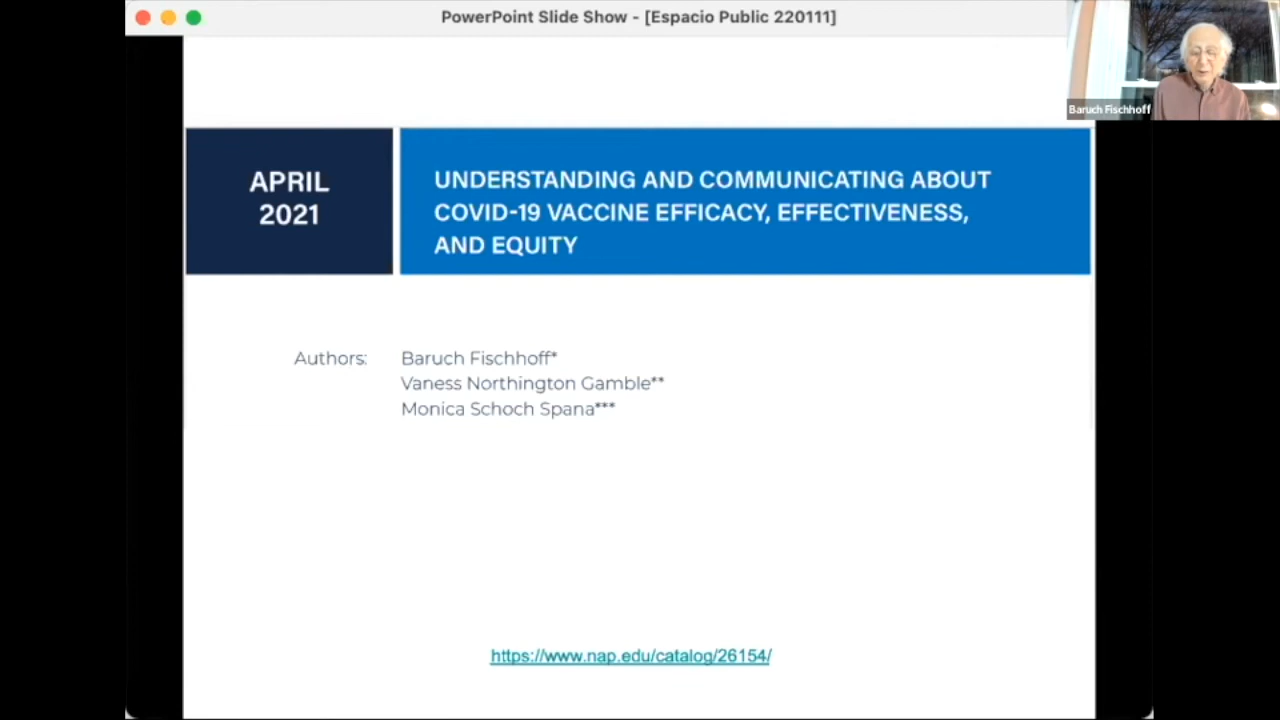 PowerPoint Slide Show - [Espacio Public 220111]
Baruch Fischhoff
APRIL
2021
UNDERSTANDING AND COMMUNICATING ABOUT
COVID-19 VACCINE EFFICACY, EFFECTIVENESS,
AND EQUITY
Authors: Baruch Fischhoff*
Vaness Northington Gamble**
Monica Schoch Spana***
https://www.nap.edu/catalog/26154/